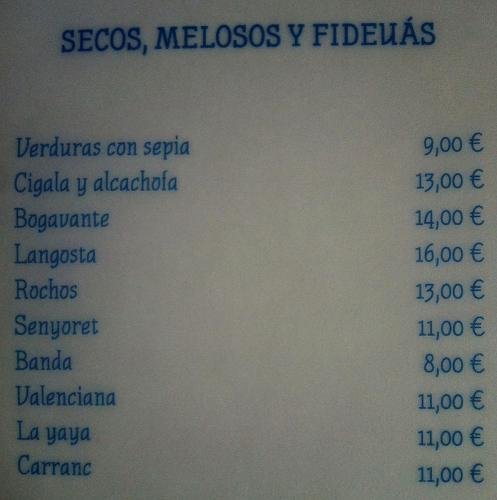 SECOS, MELOSOS Y FIDEUÁS
Verduras con sepia 9,00 €
Cigala y alcachofa 13,00 €
Bogavante 14,00 €
Langosta 16,00 €
Rochos 13,00 €
Senyoret 11,00 €
Banda 8,00 €
Valenciana 11,00 €
La yaya 11,00 €
Carranc 11,00 €